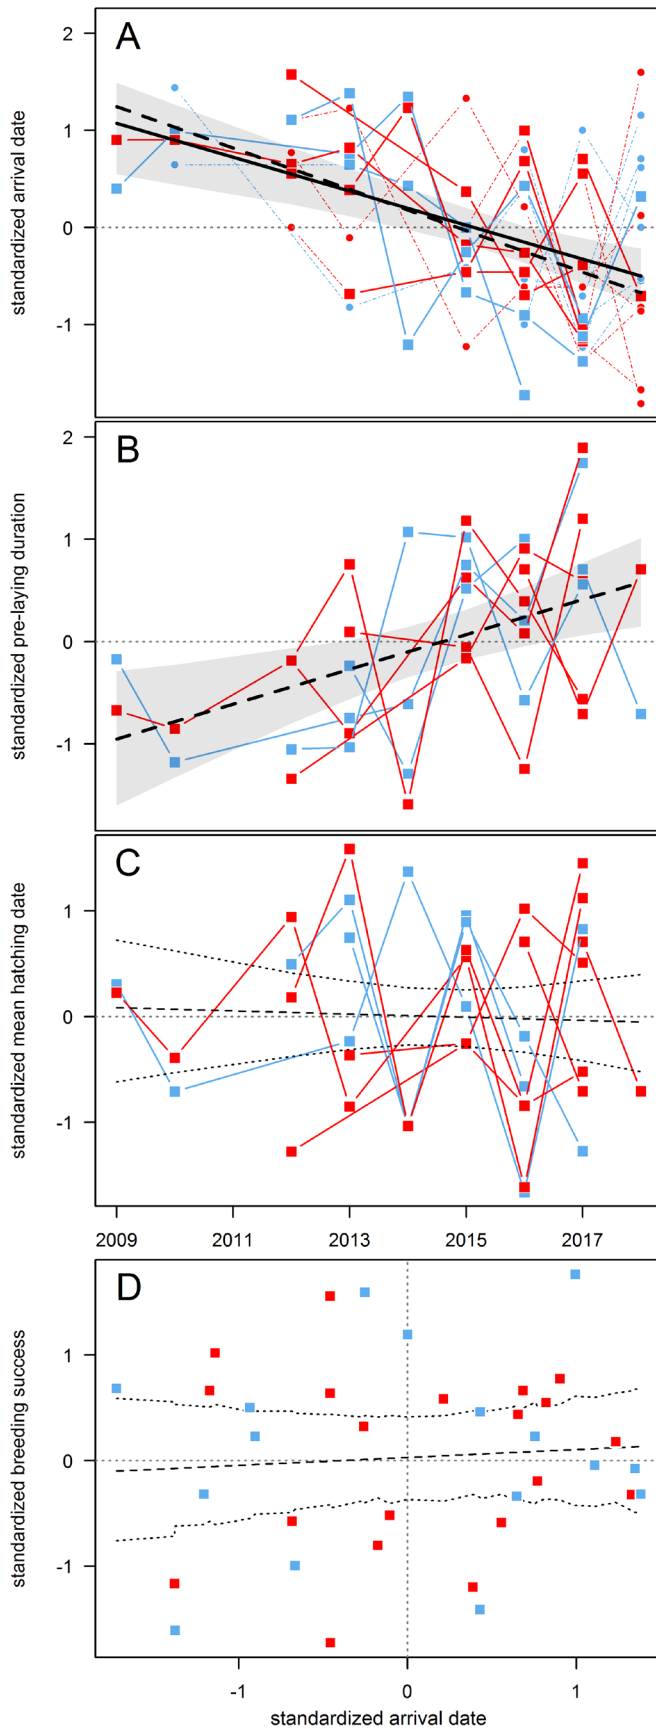 A
2
1
0
-1
standardized arrival date
B
2
1
0
-1
standardized pre-laying duration
C
1
0
-1
standardized mean hatching date
2009 2011 2013 2015 2017
D
1
0
-1
standardized breeding success
-1 0 1
standardized arrival date